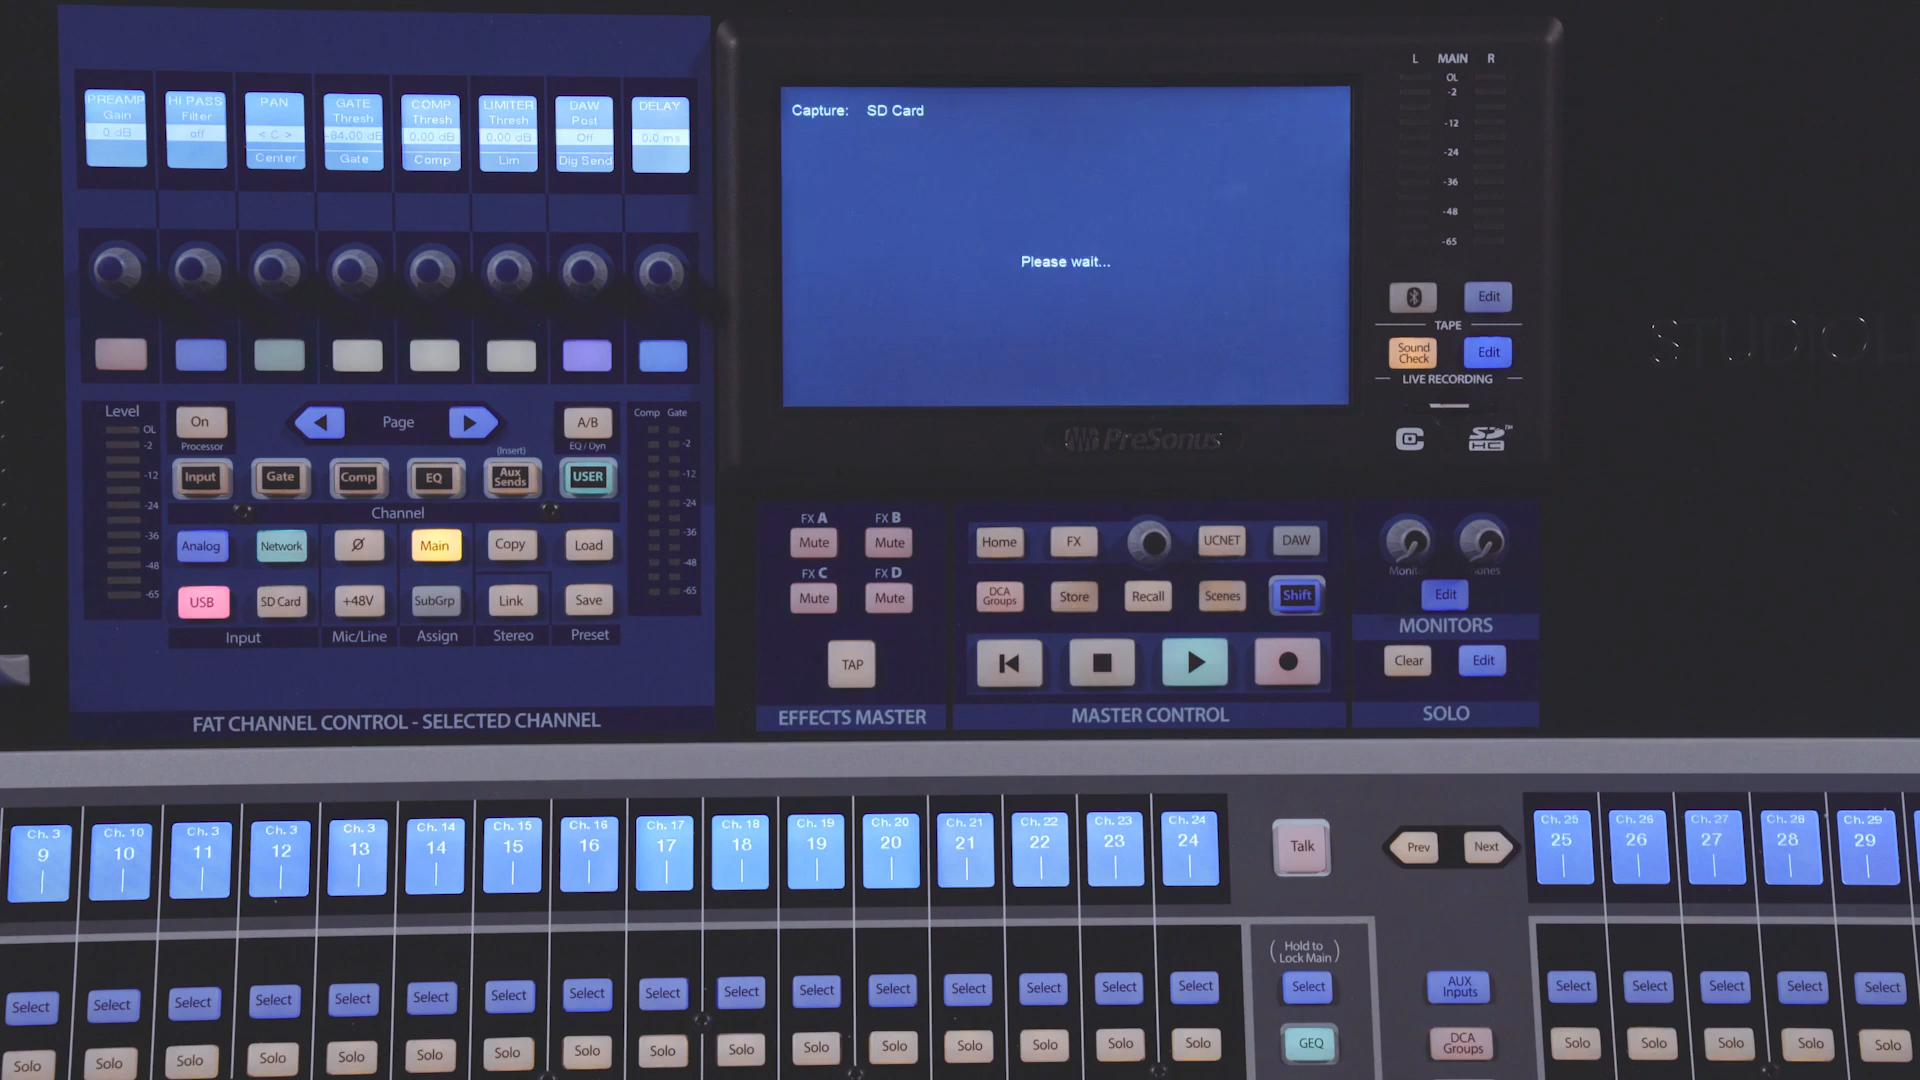 PREAMP
Gain
0 dB
HI PASS
Filter
off
PAN
< C >
Center
GATE
Thresh
-84.00 dB
Gate
COMP
Thresh
0.00 dB
Comp
LIMITER
Thresh
0.00 dB
Lim
DAW
Post
Off
Dig Send
DELAY
0.0 ms
Capture: SD Card
Please wait...
L MAIN R
OL
-2
-12
-24
-36
-48
-65
Edit
TAPE
Sound
Check
Edit
LIVE RECORDING
PreSonus
SD
HC
STUDIOL
Level
OL
-2
-12
-24
-36
-48
-65
On
Processor
Page
A/B
EQ / Dyn
Comp Gate
-2
-12
-24
-36
-48
-65
(Insert)
Input
Gate
Comp
EQ
Aux
Sends
USER
Channel
Analog
Network
Ø
Main
Copy
Load
USB
SD Card
+48V
SubGrp
Link
Save
Input
Mic/Line
Assign
Stereo
Preset
FAT CHANNEL CONTROL - SELECTED CHANNEL
FX A
Mute
FX B
Mute
FX C
Mute
FX D
Mute
TAP
EFFECTS MASTER
Home
FX
UCNET
DAW
DCA
Groups
Store
Recall
Scenes
Shift
MASTER CONTROL
Edit
MONITORS
Clear
Edit
SOLO
Ch. 3
9
Ch. 10
10
Ch. 3
11
Ch. 3
12
Ch. 3
13
Ch. 14
14
Ch. 15
15
Ch. 16
16
Ch. 17
17
Ch. 18
18
Ch. 19
19
Ch. 20
20
Ch. 21
21
Ch. 22
22
Ch. 23
23
Ch. 24
24
Talk
Prev
Next
Ch. 25
25
Ch. 26
26
Ch. 27
27
Ch. 28
28
Ch. 29
29
(Hold to
Lock Main)
Select Select Select Select Select Select Select Select Select Select Select Select Select Select Select Select
Select
AUX
Inputs
Select Select Select Select Select
Solo Solo Solo Solo Solo Solo Solo Solo Solo Solo Solo Solo Solo Solo Solo Solo
GEQ
DCA
Groups
Solo Solo Solo Solo Solo